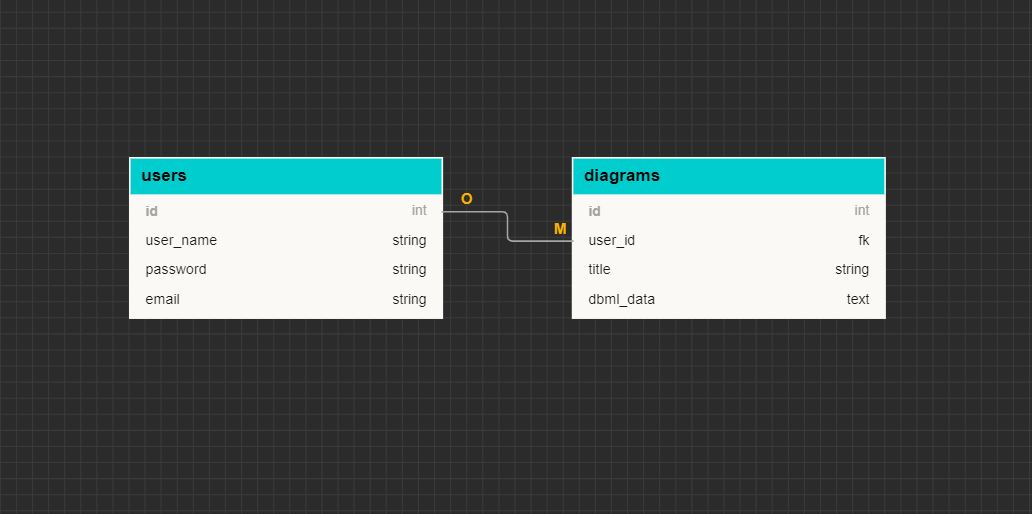 users
id int
user_name string
password string
email string
O
M
diagrams
id int
user_id fk
title string
dbml_data text